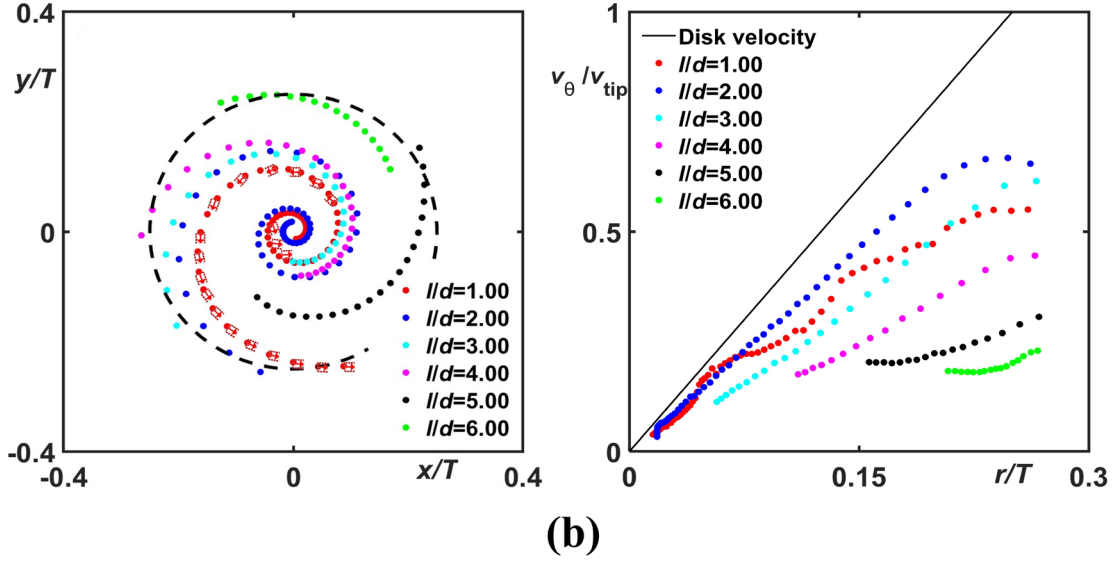 0.4
y/T
0
-0.4
-0.4
0
x/T
0.4
l/d=1.00
l/d=2.00
l/d=3.00
l/d=4.00
l/d=5.00
l/d=6.00
1
vθ/vtip
0.5
0
0
0.15
r/T
0.3
Disk velocity
l/d=1.00
l/d=2.00
l/d=3.00
l/d=4.00
l/d=5.00
l/d=6.00
(b)